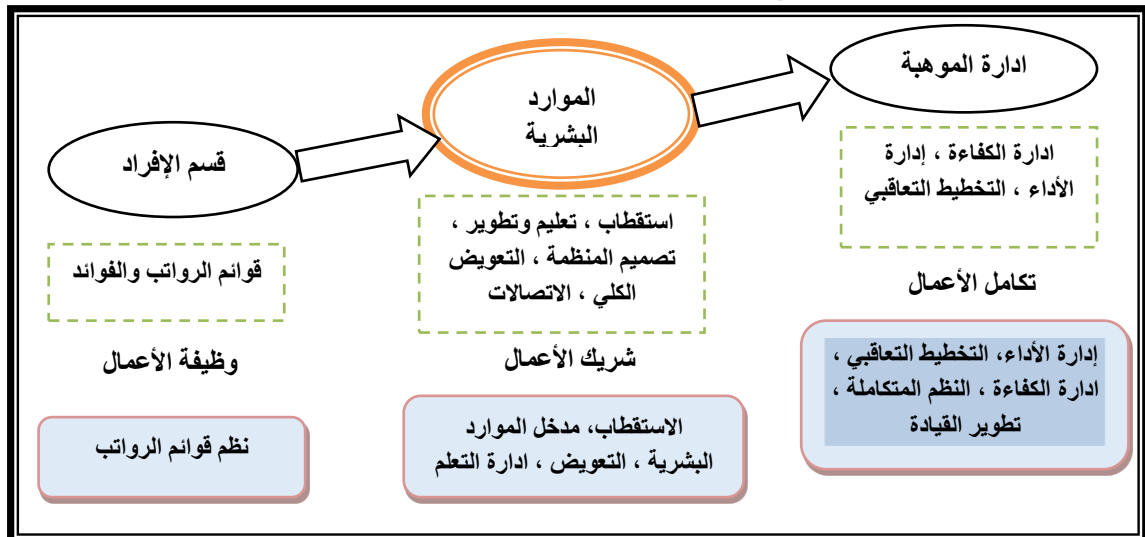 ادارة الموهبة
ادارة الكفاءة ، إدارة
الأداء ، التخطيط التعاقبي
تكامل الأعمال
إدارة الأداء، التخطيط التعاقبي ،
ادارة الكفاءة ، النظم المتكاملة ،
تطوير القيادة
الموارد
البشرية
استقطاب ، تعليم وتطوير ،
تصميم المنظمة ، التعويض
الكلي ، الاتصالات
شريك الأعمال
الاستقطاب، مدخل الموارد
البشرية ، التعويض ، ادارة التعلم
قسم الإفراد
قوائم الرواتب والفوائد
وظيفة الأعمال
نظم قوائم الرواتب